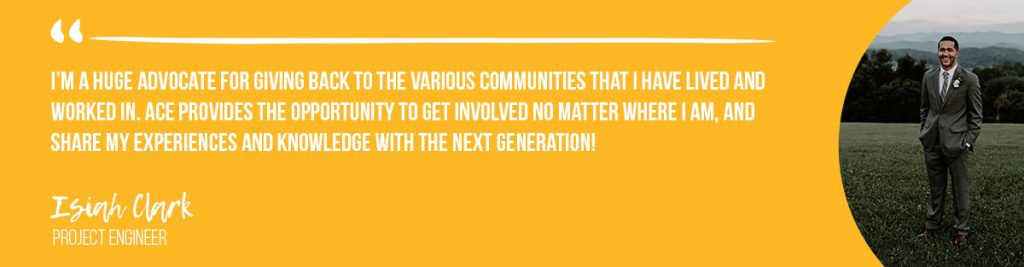 I'M A HUGE ADVOCATE FOR GIVING BACK TO THE VARIOUS COMMUNITIES THAT I HAVE LIVED AND
WORKED IN. ACE PROVIDES THE OPPORTUNITY TO GET INVOLVED NO MATTER WHERE I AM, AND
SHARE MY EXPERIENCES AND KNOWLEDGE WITH THE NEXT GENERATION!
Isiah Clark
PROJECT ENGINEER